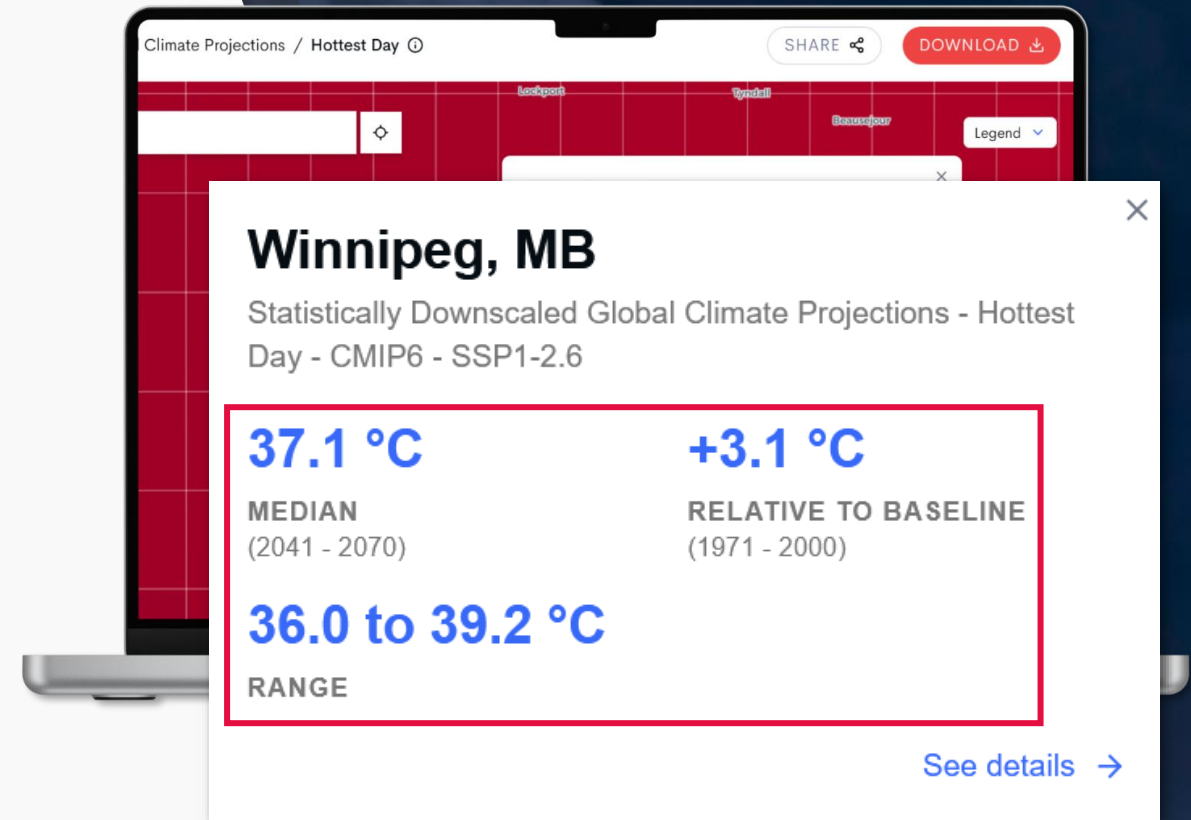 Climate Projections / Hottest Day
SHARE
DOWNLOAD
Lockport
Tyndall
Beausejour
Legend
Winnipeg, MB
Statistically Downscaled Global Climate Projections - Hottest
Day - CMIP6 - SSP1-2.6
37.1 °C
+3.1 °C
MEDIAN
RELATIVE TO BASELINE
(2041 - 2070)
(1971 - 2000)
36.0 to 39.2 °C
RANGE
See details